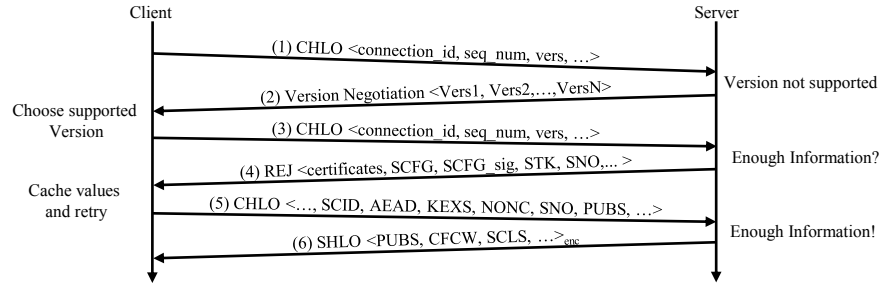 Client
Server
(1) CHLO <connection_id, seq_num, vers, …>
Version not supported
(2) Version Negotiation <Vers1, Vers2,…,VersN>
Choose supported
Version
(3) CHLO <connection_id, seq_num, vers, …>
Enough Information?
(4) REJ <certificates, SCFG, SCFG_sig, STK, SNO,... >
Cache values
and retry
(5) CHLO <…, SCID, AEAD, KEXS, NONC, SNO, PUBS, …>
Enough Information!
(6) SHLO <PUBS, CFCW, SCLS, …>enc